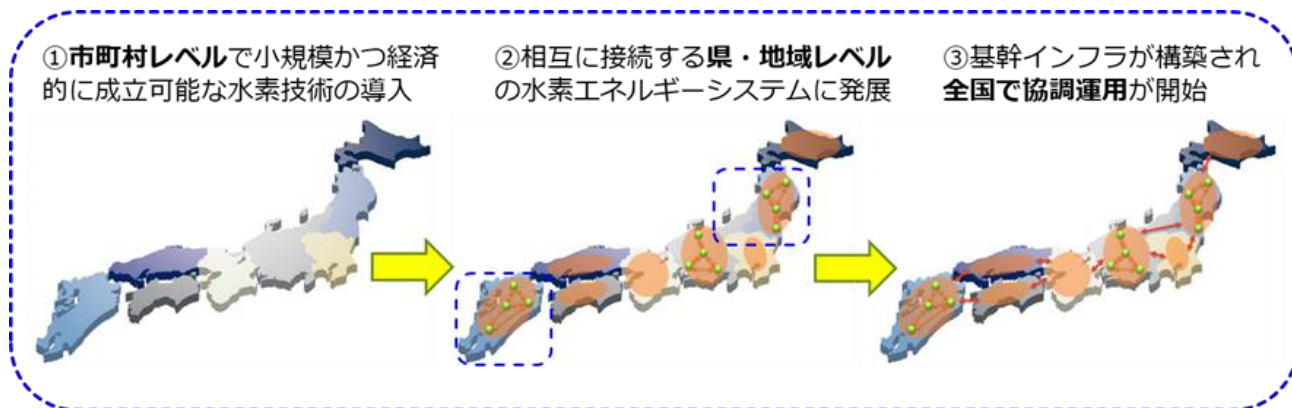 ①市町村レベルで小規模かつ経済
的に成立可能な水素技術の導入
②相互に接続する県・地域レベル
の水素エネルギーシステムに発展
③基幹インフラが構築され
全国で協調運用が開始